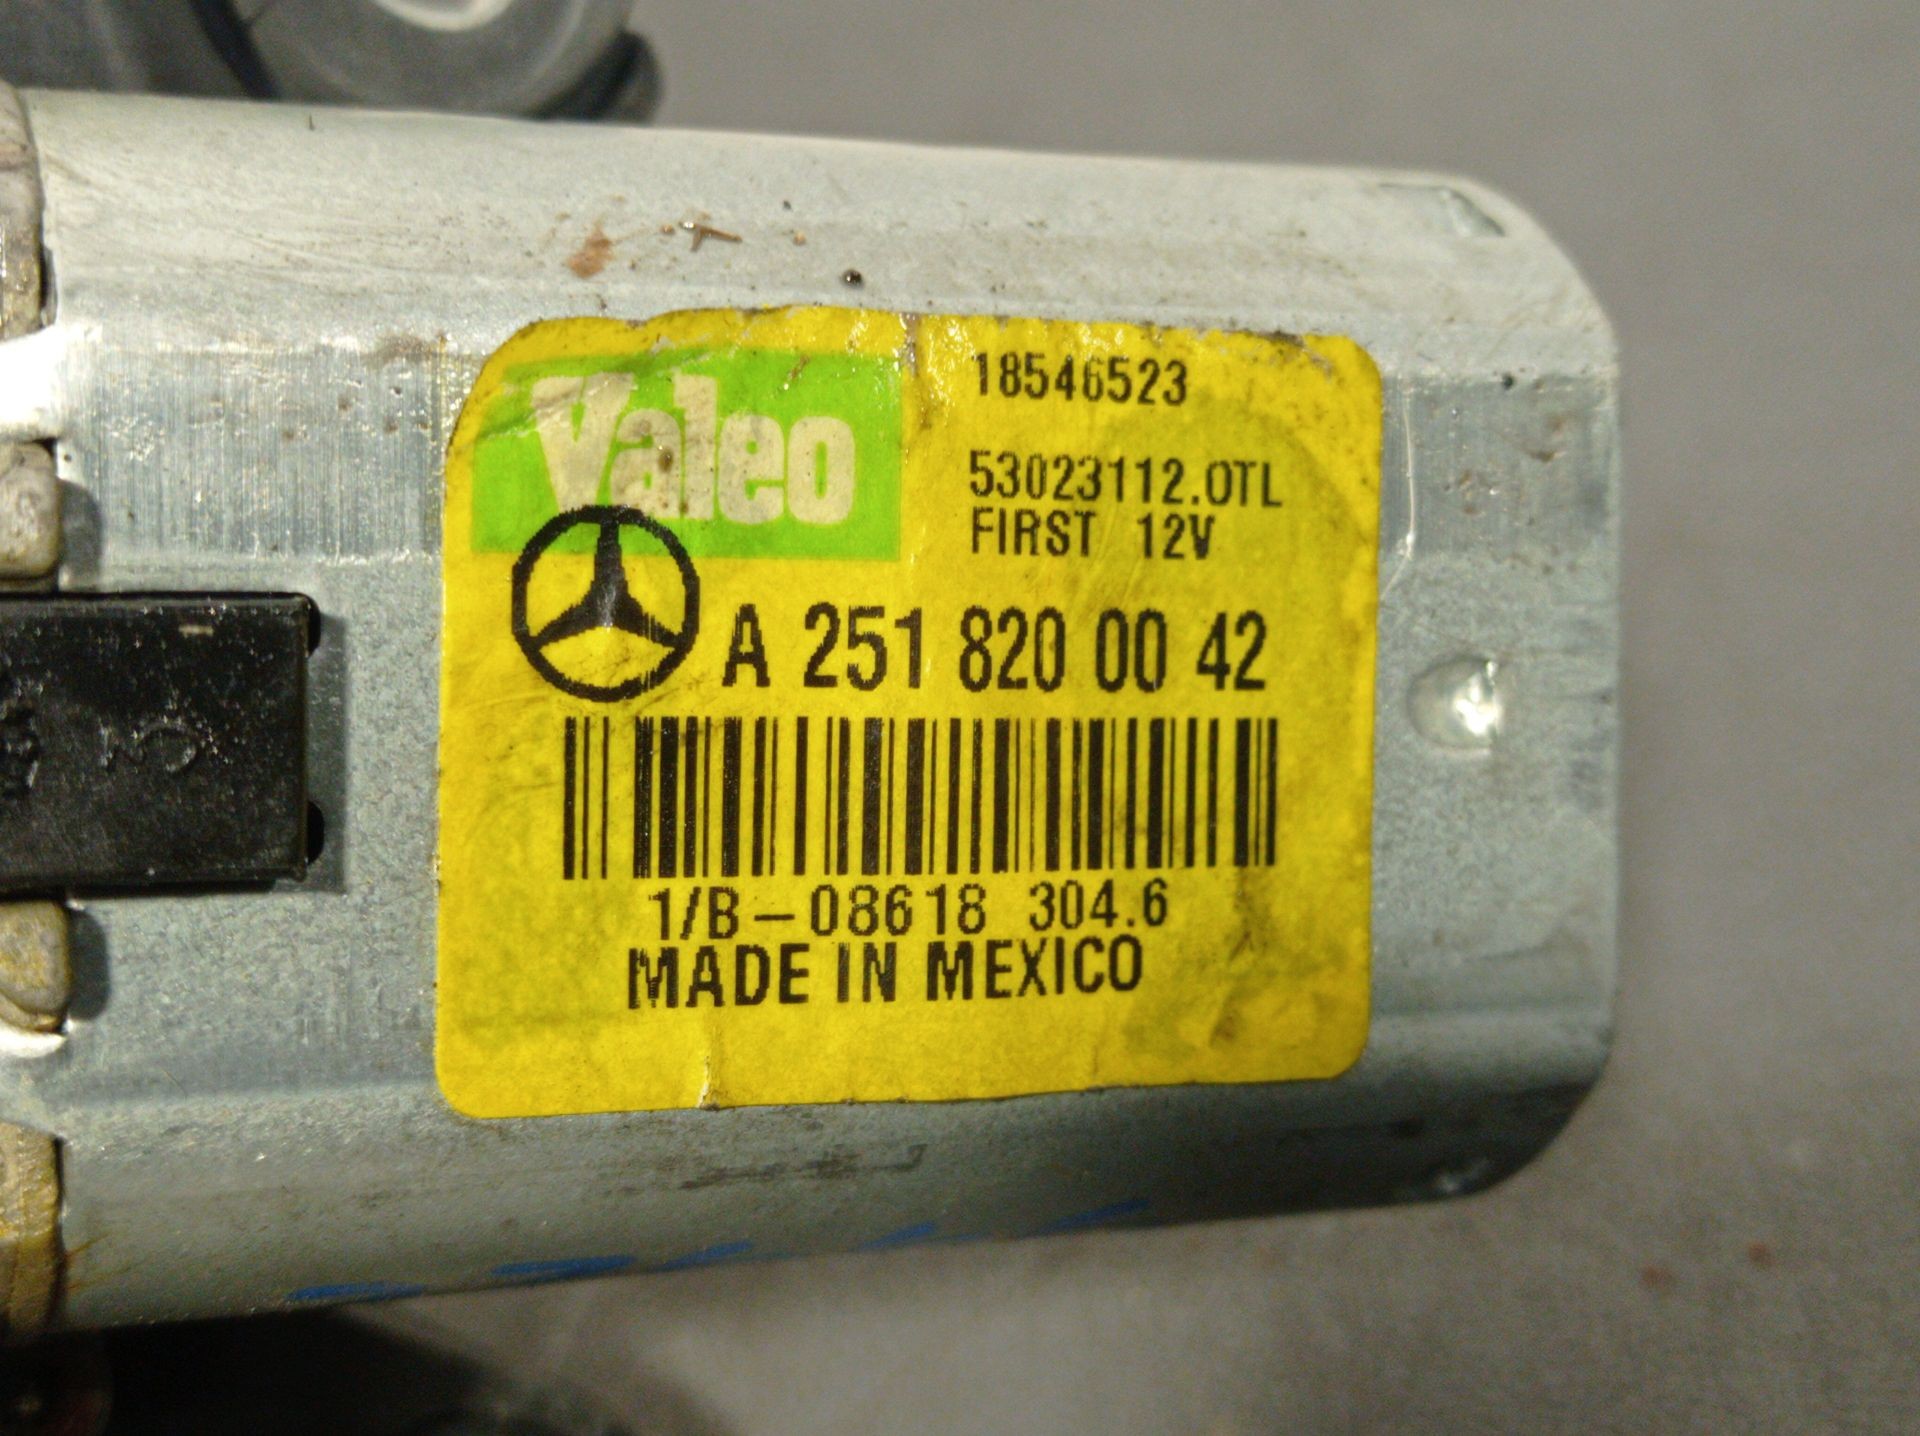 Valeo
18546523
53023112.OTL
FIRST 12V
A 251 820 00 42
1/B-08618 304.6
MADE IN MEXICO